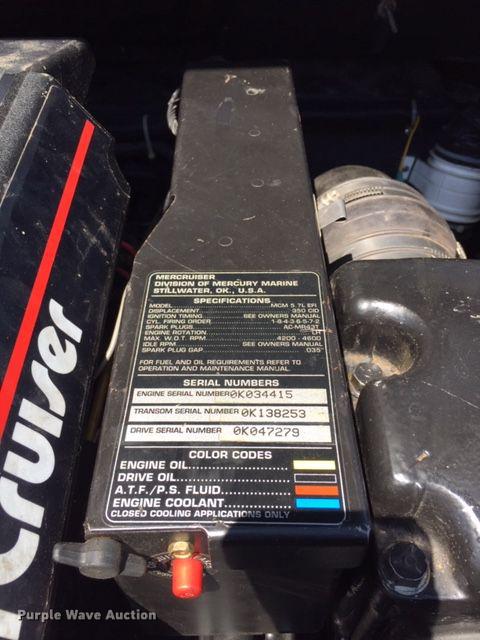 MERCRUISER
DIVISION OF MERCURY MARINE
STILLWATER, OK., U.S.A.
SPECIFICATIONS
MODEL MCM 5.7L EFI
DISPLACEMENT 350 CID
IGNITION TIMING SEE OWNERS MANUAL
CYL. FIRING ORDER 1-8-4-3-6-5-7-2
SPARK PLUGS AC-MR43T
ENGINE ROTATION LH
MAX. W.O.T. RPM 4200 - 4600
IDLE RPM SEE OWNERS MANUAL
SPARK PLUG GAP .035"
FOR FUEL AND OIL REQUIREMENTS REFER TO
OPERATION AND MAINTENANCE MANUAL
SERIAL NUMBERS
ENGINE SERIAL NUMBER 0K034415
TRANSOM SERIAL NUMBER 0K138253
DRIVE SERIAL NUMBER 0K047279
COLOR CODES
ENGINE OIL
DRIVE OIL
A.T.F./P.S. FLUID
ENGINE COOLANT
CLOSED COOLING APPLICATIONS ONLY
Cruiser
Purple Wave Auction